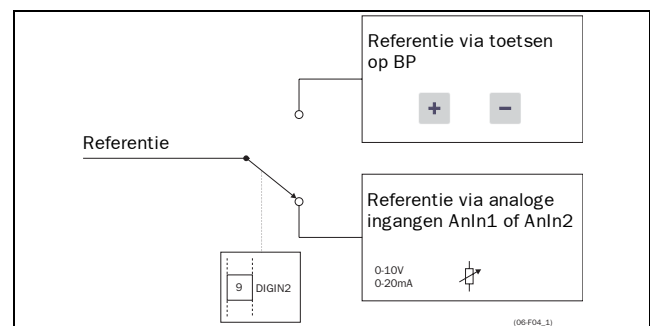 Referentie via toetsen
op BP
+ −
Referentie
Referentie via analoge
ingangen AnIn1 of AnIn2
0-10V
0-20mA
9 DIGIN2
(06-F04_1)